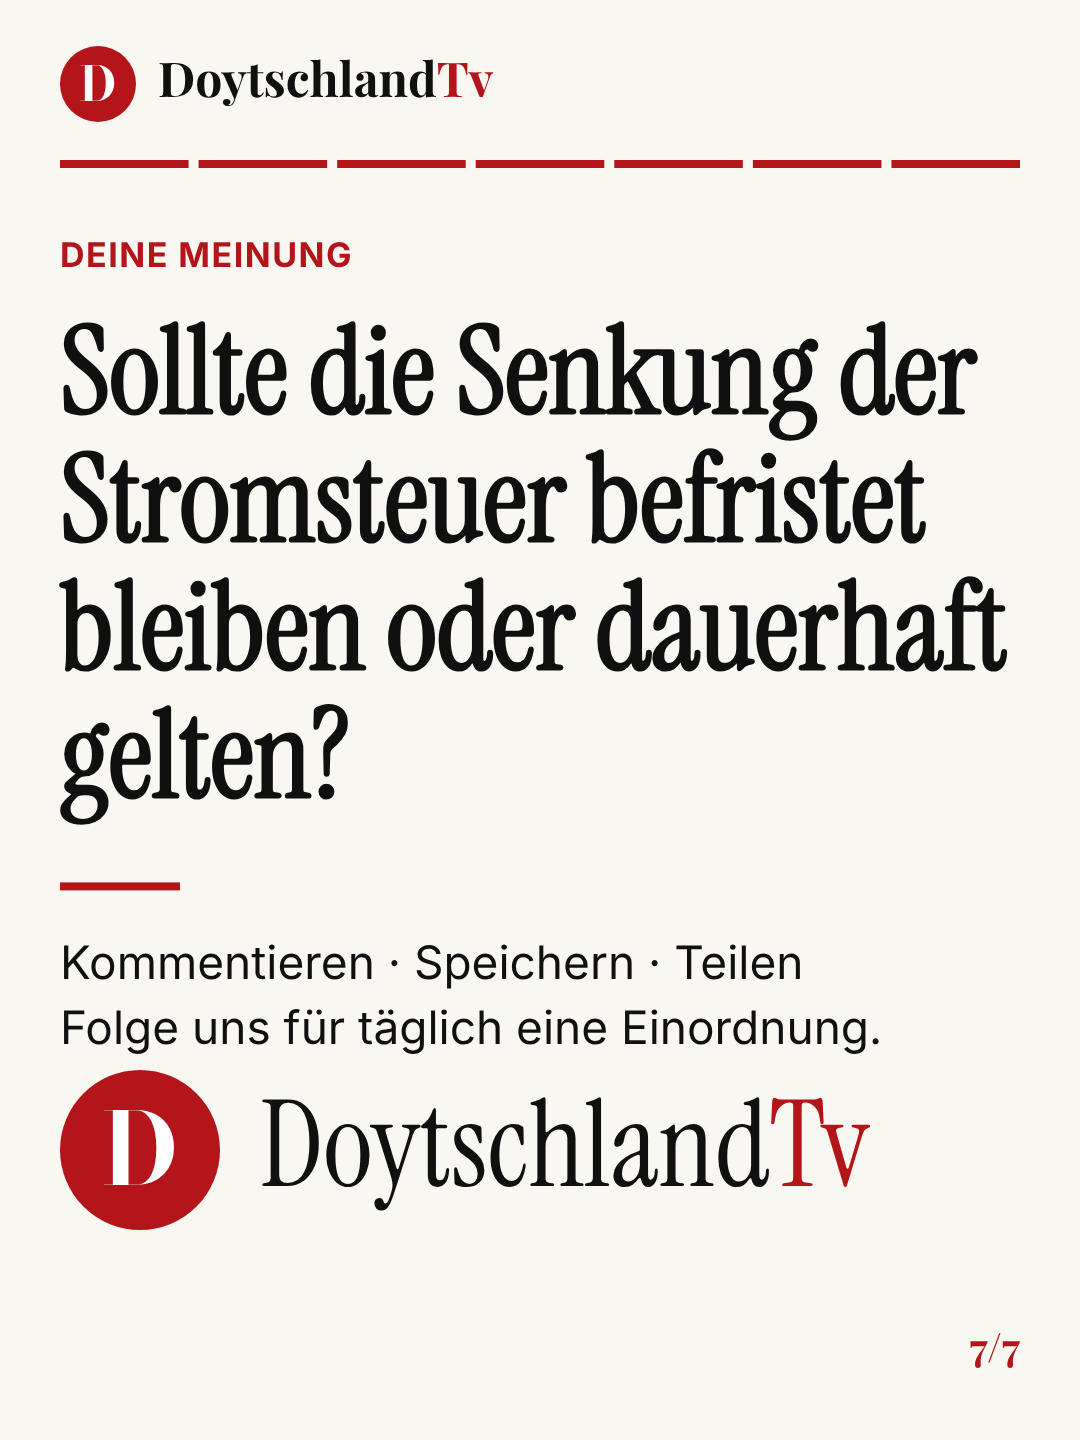 D DoytschlandTv
DEINE MEINUNG
Sollte die Senkung der
Stromsteuer befristet
bleiben oder dauerhaft
gelten?
Kommentieren · Speichern · Teilen
Folge uns für täglich eine Einordnung.
D DoytschlandTv
7/7